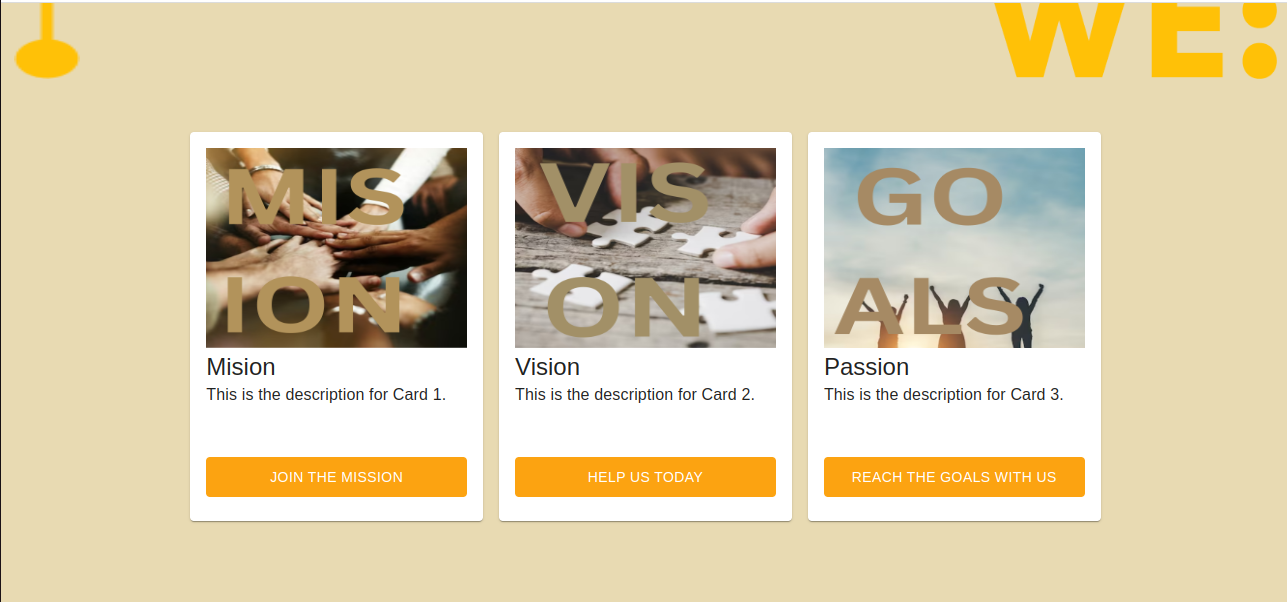 WE:
MIS
ION
Mision
This is the description for Card 1.
JOIN THE MISSION
VIS
ON
Vision
This is the description for Card 2.
HELP US TODAY
GO
ALS
Passion
This is the description for Card 3.
REACH THE GOALS WITH US